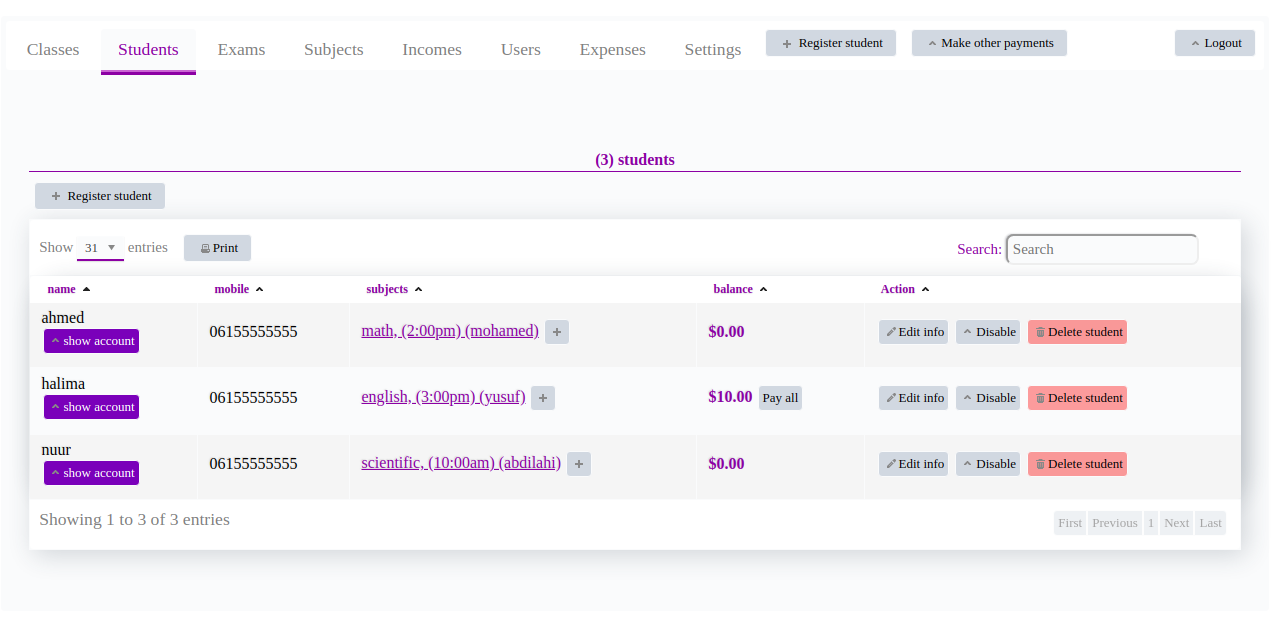 Classes Students Exams Subjects Incomes Users Expenses Settings Register student Make other payments Logout
(3) students
Register student
Show 31 entries Print Search: Search
name mobile subjects balance Action
ahmed
show account 06155555555 math, (2:00pm) (mohamed) $0.00 Edit info Disable Delete student
halima
show account 06155555555 english, (3:00pm) (yusuf) $10.00 Pay all Edit info Disable Delete student
nuur
show account 06155555555 scientific, (10:00am) (abdilahi) $0.00 Edit info Disable Delete student
Showing 1 to 3 of 3 entries First Previous 1 Next Last